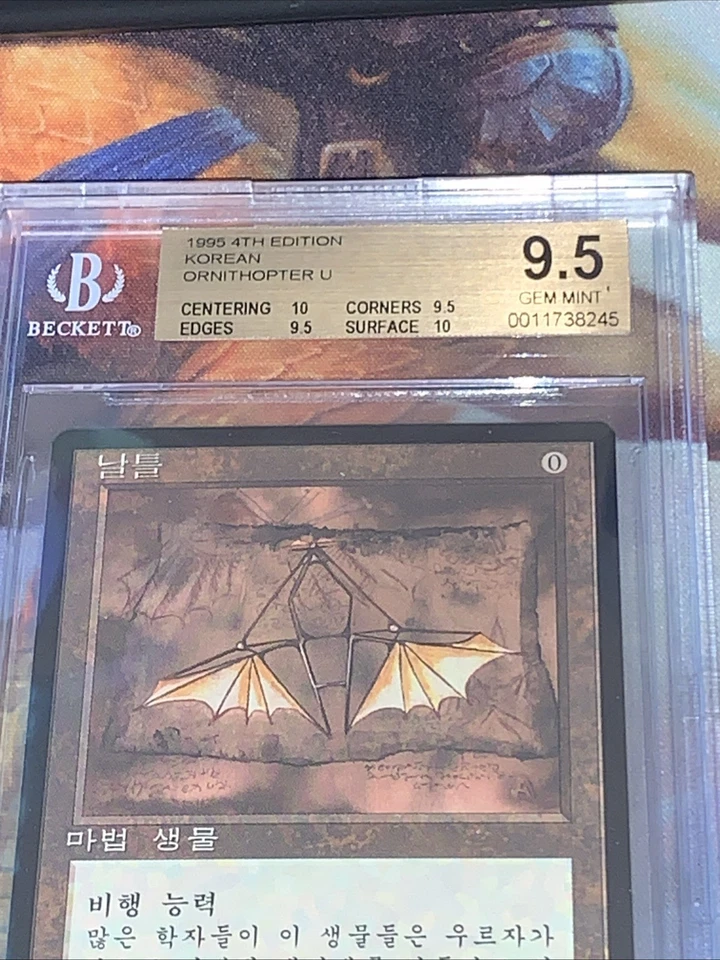 1995 4TH EDITION
KOREAN
ORNITHOPTER U
9.5
GEM MINT
CENTERING 10 CORNERS 9.5
EDGES 9.5 SURFACE 10
0011738245
B
BECKETT®
날틀
0
마법 생물
비행 능력
많은 학자들이 이 생물들은 우르자가